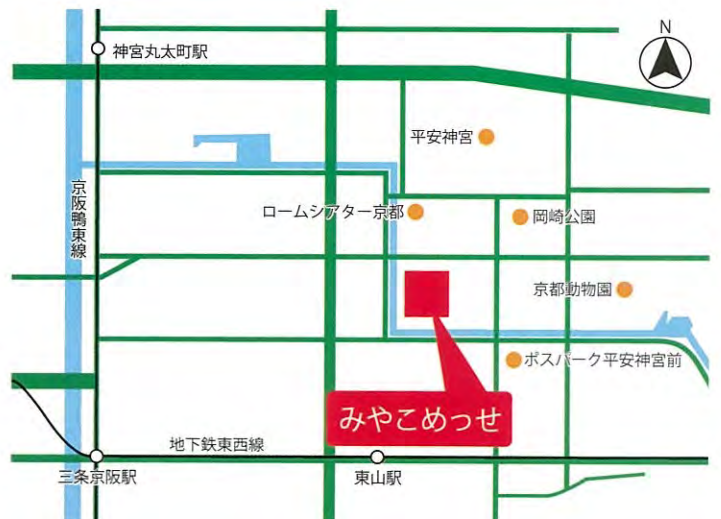 N
神宮丸太町駅
平安神宮
京阪鴨東線
ロームシアター京都
岡崎公園
京都動物園
ポスパーク平安神宮前
みやこめっせ
地下鉄東西線
三条京阪駅
東山駅